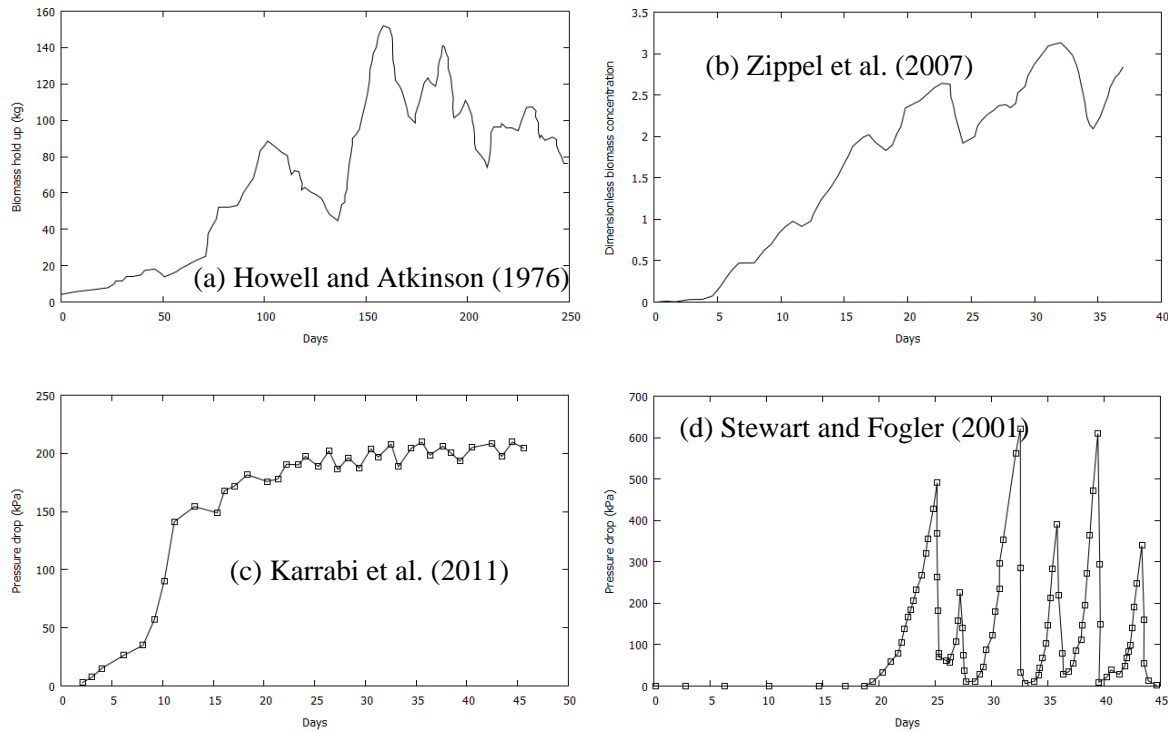 160
140
120
100
80
60
40
20
0
Biomass hold up (kg)
(a) Howell and Atkinson (1976)
0 50 100 150 200 250
Days
3.5
3
2.5
2
1.5
1
0.5
0
Dimensionless biomass concentration
(b) Zippel et al. (2007)
0 5 10 15 20 25 30 35 40
Days
250
200
150
100
50
0
Pressure drop (kPa)
(c) Karrabi et al. (2011)
0 5 10 15 20 25 30 35 40 45 50
Days
700
600
500
400
300
200
100
0
Pressure drop (kPa)
(d) Stewart and Fogler (2001)
0 5 10 15 20 25 30 35 40 45
Days